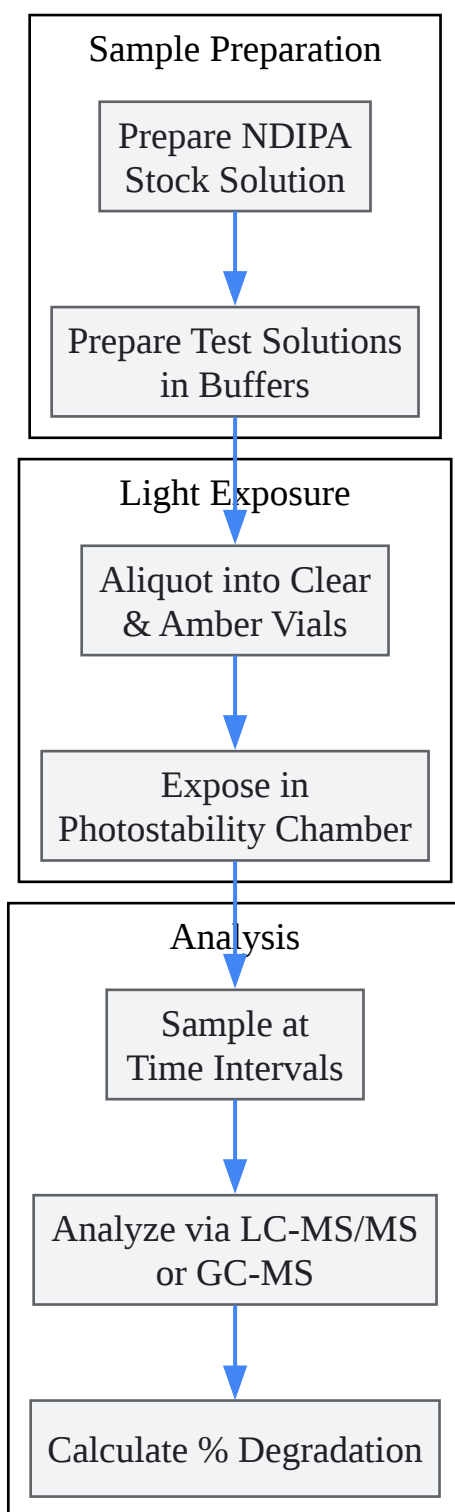 Sample Preparation
Prepare NDIPA
Stock Solution
Prepare Test Solutions
in Buffers
Light Exposure
Aliquot into Clear
& Amber Vials
Expose in
Photostability Chamber
Analysis
Sample at
Time Intervals
Analyze via LC-MS/MS
or GC-MS
Calculate % Degradation